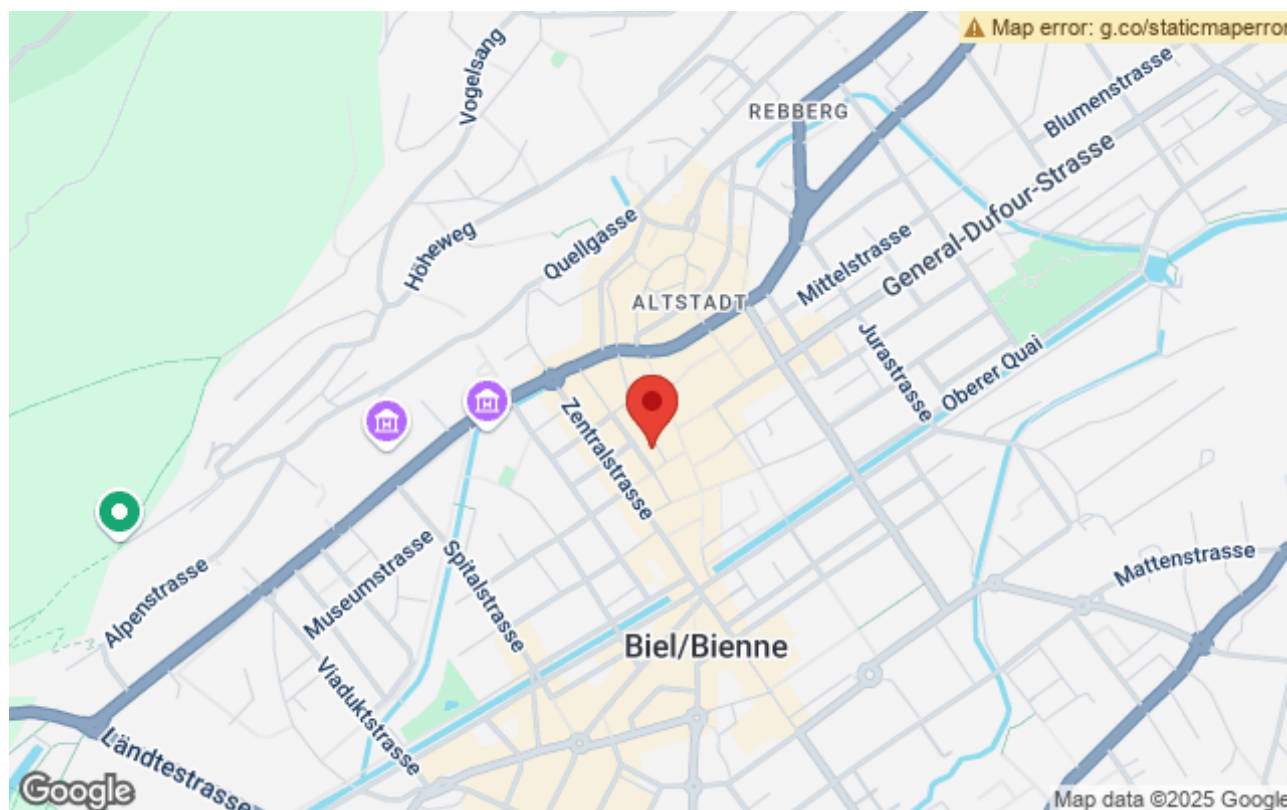 Map error: g.co/staticmaperror
Vogelsang
REBBERG
Blumenstrasse
General-Dufour-Strasse
Höheweg
Quellgasse
Mittelstrasse
ALTSTADT
Jurastrasse
Oberer Quai
H
H
Zentralstrasse
Mattenstrasse
Alpenstrasse
Museumstrasse
Spitalstrasse
Biel/Bienne
Viaduktstrasse
Ländtestrasse
Google
Map data ©2025 Google